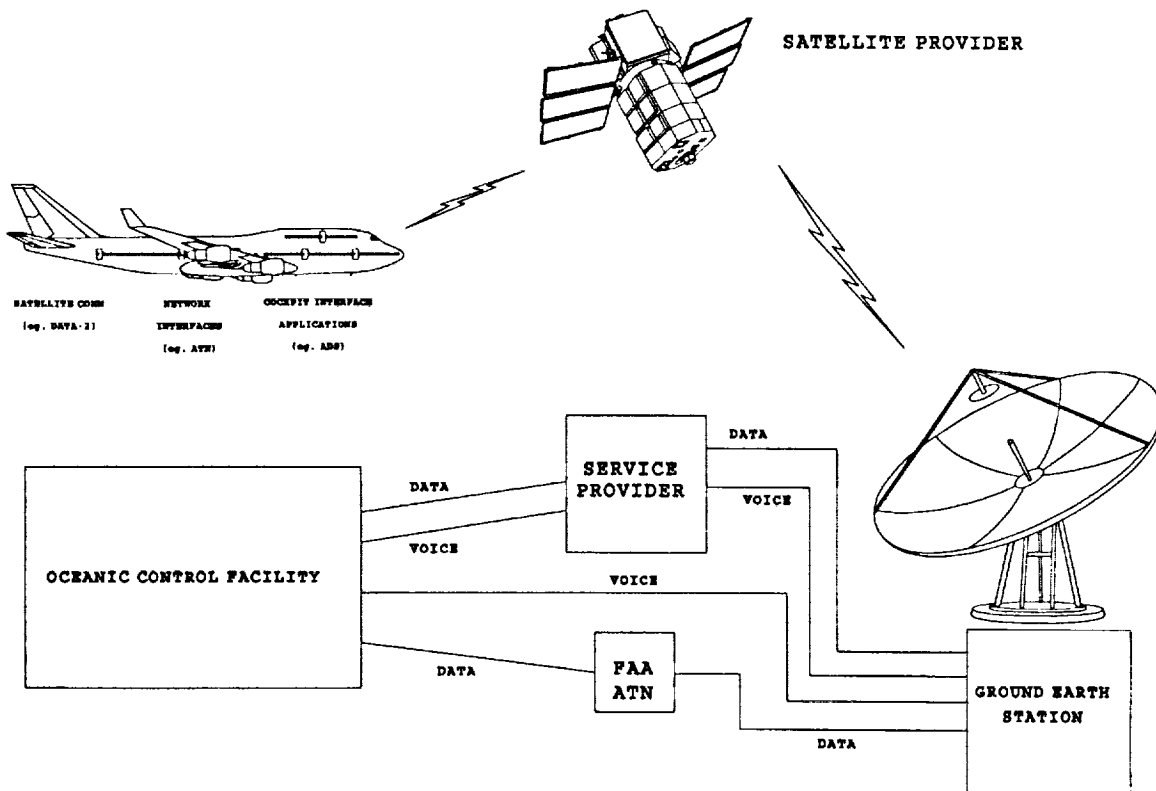 SATELLITE PROVIDER
SATELLITE COMM
(eg. DATA-2)
NETWORK
INTERFACES
(eg. ATN)
COCKPIT INTERFACE
APPLICATIONS
(eg. ADS)
DATA
SERVICE
PROVIDER
DATA
VOICE
VOICE
OCEANIC CONTROL FACILITY
VOICE
DATA
FAA
ATN
GROUND EARTH
STATION
DATA